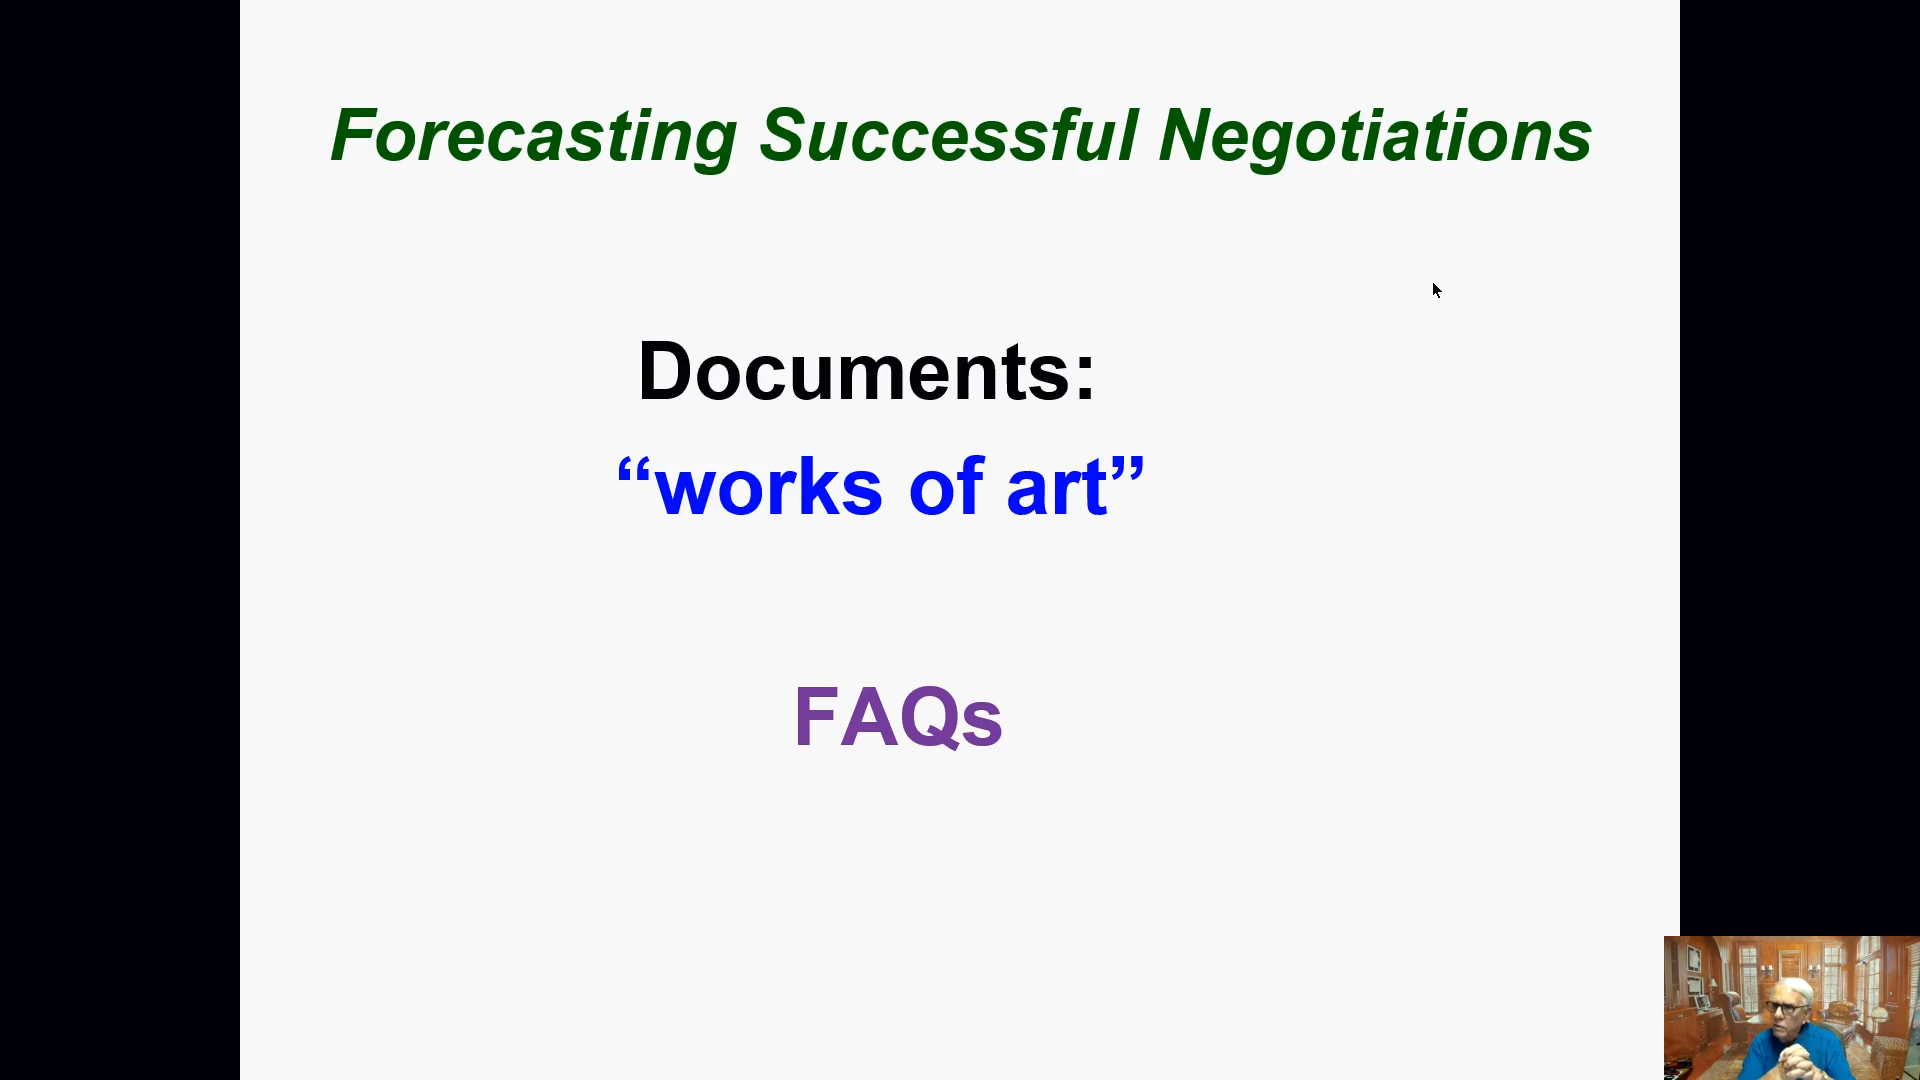 Forecasting Successful Negotiations
Documents:
“works of art”
FAQs